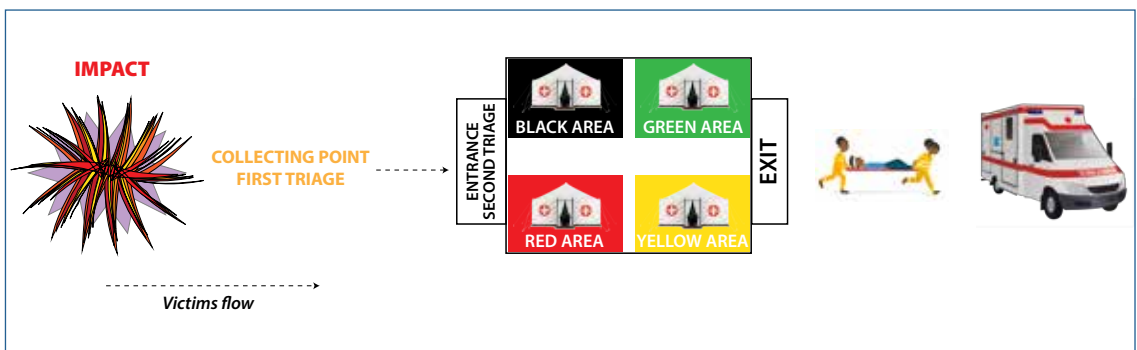 IMPACT
COLLECTING POINT
FIRST TRIAGE
ENTRANCE
SECOND TRIAGE
BLACK AREA
GREEN AREA
RED AREA
YELLOW AREA
EXIT
Victims flow